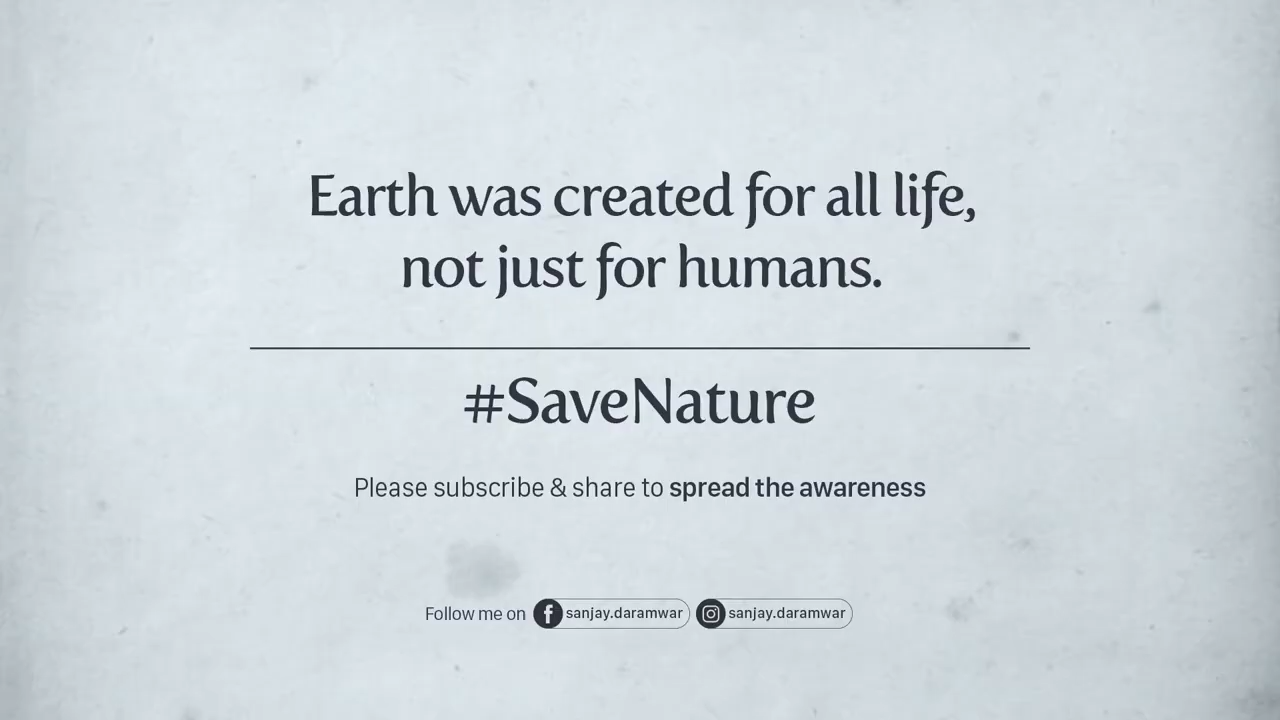 Earth was created for all life,
not just for humans.
#SaveNature
Please subscribe & share to spread the awareness
Follow me on sanjay.daramwar sanjay.daramwar